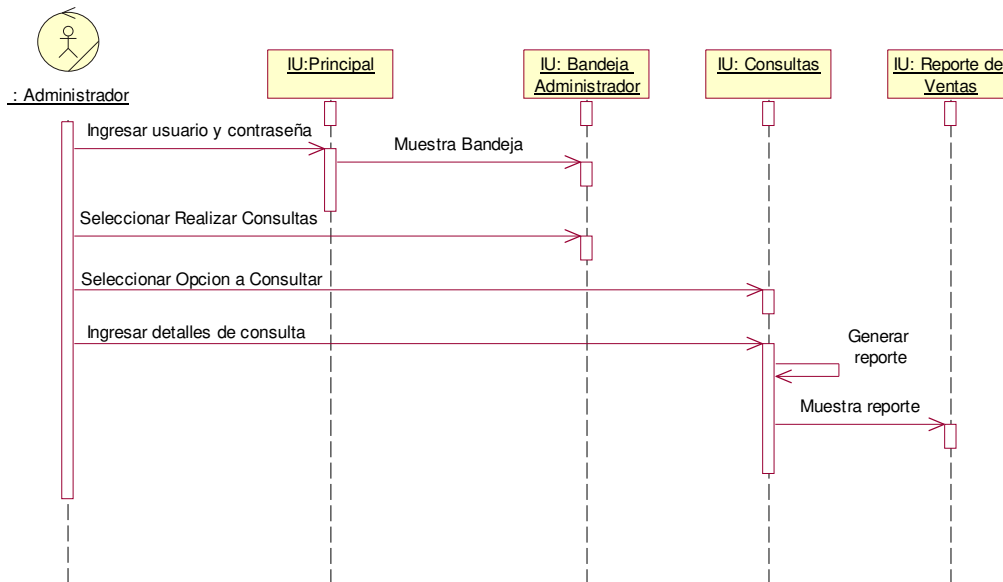 : Administrador
IU:Principal
IU: Bandeja
Administrador
IU: Consultas
IU: Reporte de
Ventas
Ingresar usuario y contraseña
Muestra Bandeja
Seleccionar Realizar Consultas
Seleccionar Opcion a Consultar
Ingresar detalles de consulta
Generar
reporte
Muestra reporte